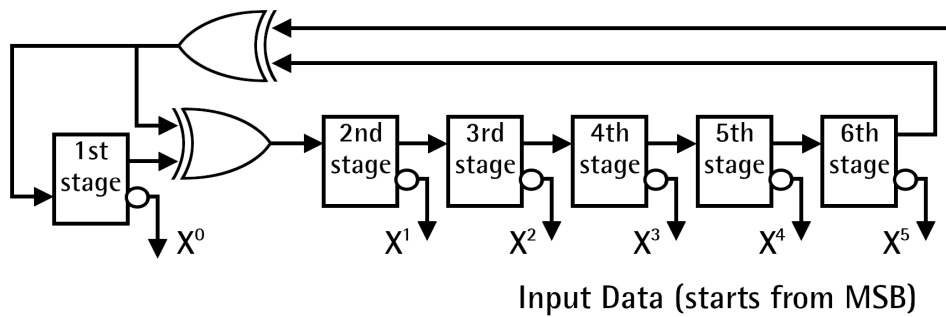 1st
stage
2nd
stage
3rd
stage
4th
stage
5th
stage
6th
stage
X⁰
X¹
X²
X³
X⁴
X⁵
Input Data (starts from MSB)